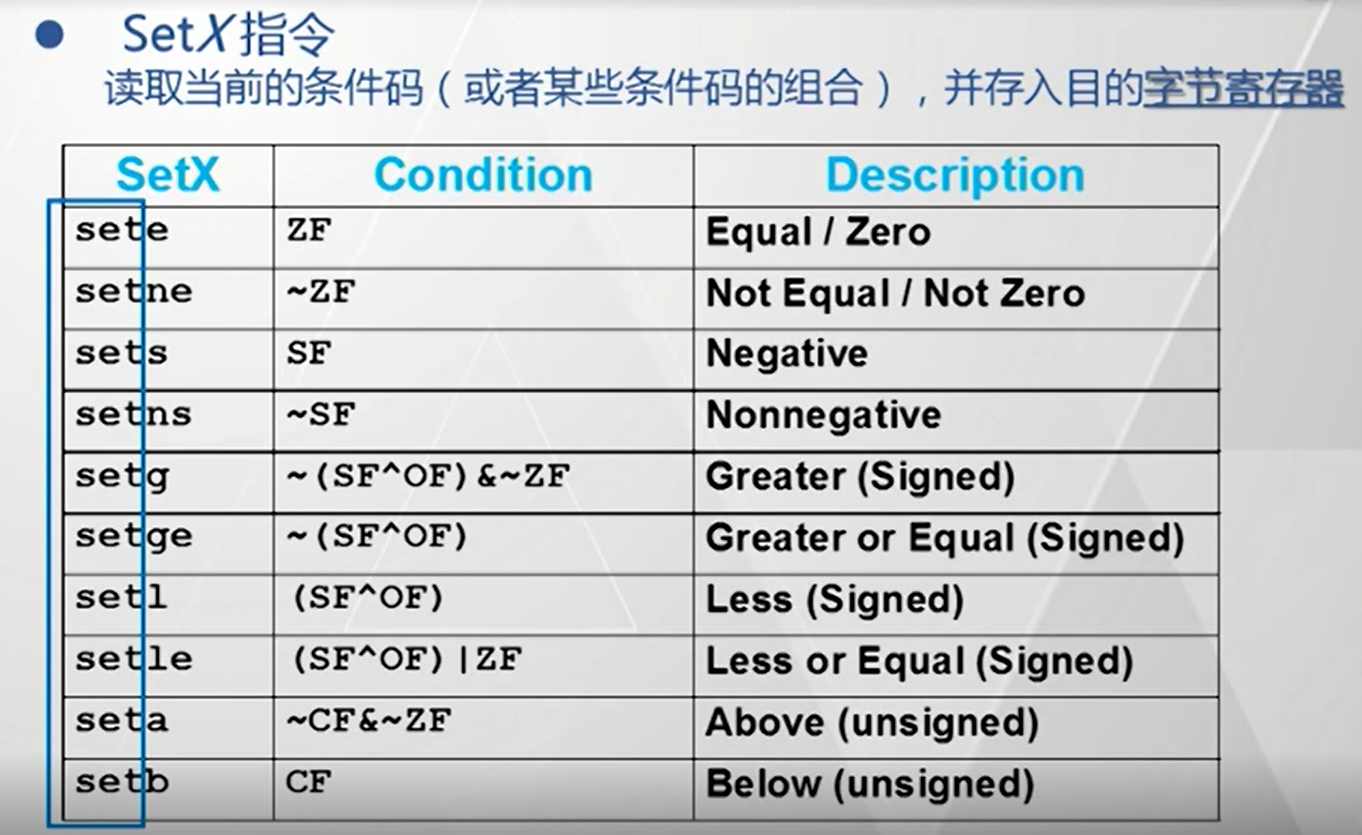 ● SetX指令
读取当前的条件码（或者某些条件码的组合），并存入目的字节寄存器
SetX Condition Description
sete ZF Equal / Zero
setne ~ZF Not Equal / Not Zero
sets SF Negative
setns ~SF Nonnegative
setg ~(SF^OF)&~ZF Greater (Signed)
setge ~(SF^OF) Greater or Equal (Signed)
setl (SF^OF) Less (Signed)
setle (SF^OF)|ZF Less or Equal (Signed)
seta ~CF&~ZF Above (unsigned)
setb CF Below (unsigned)